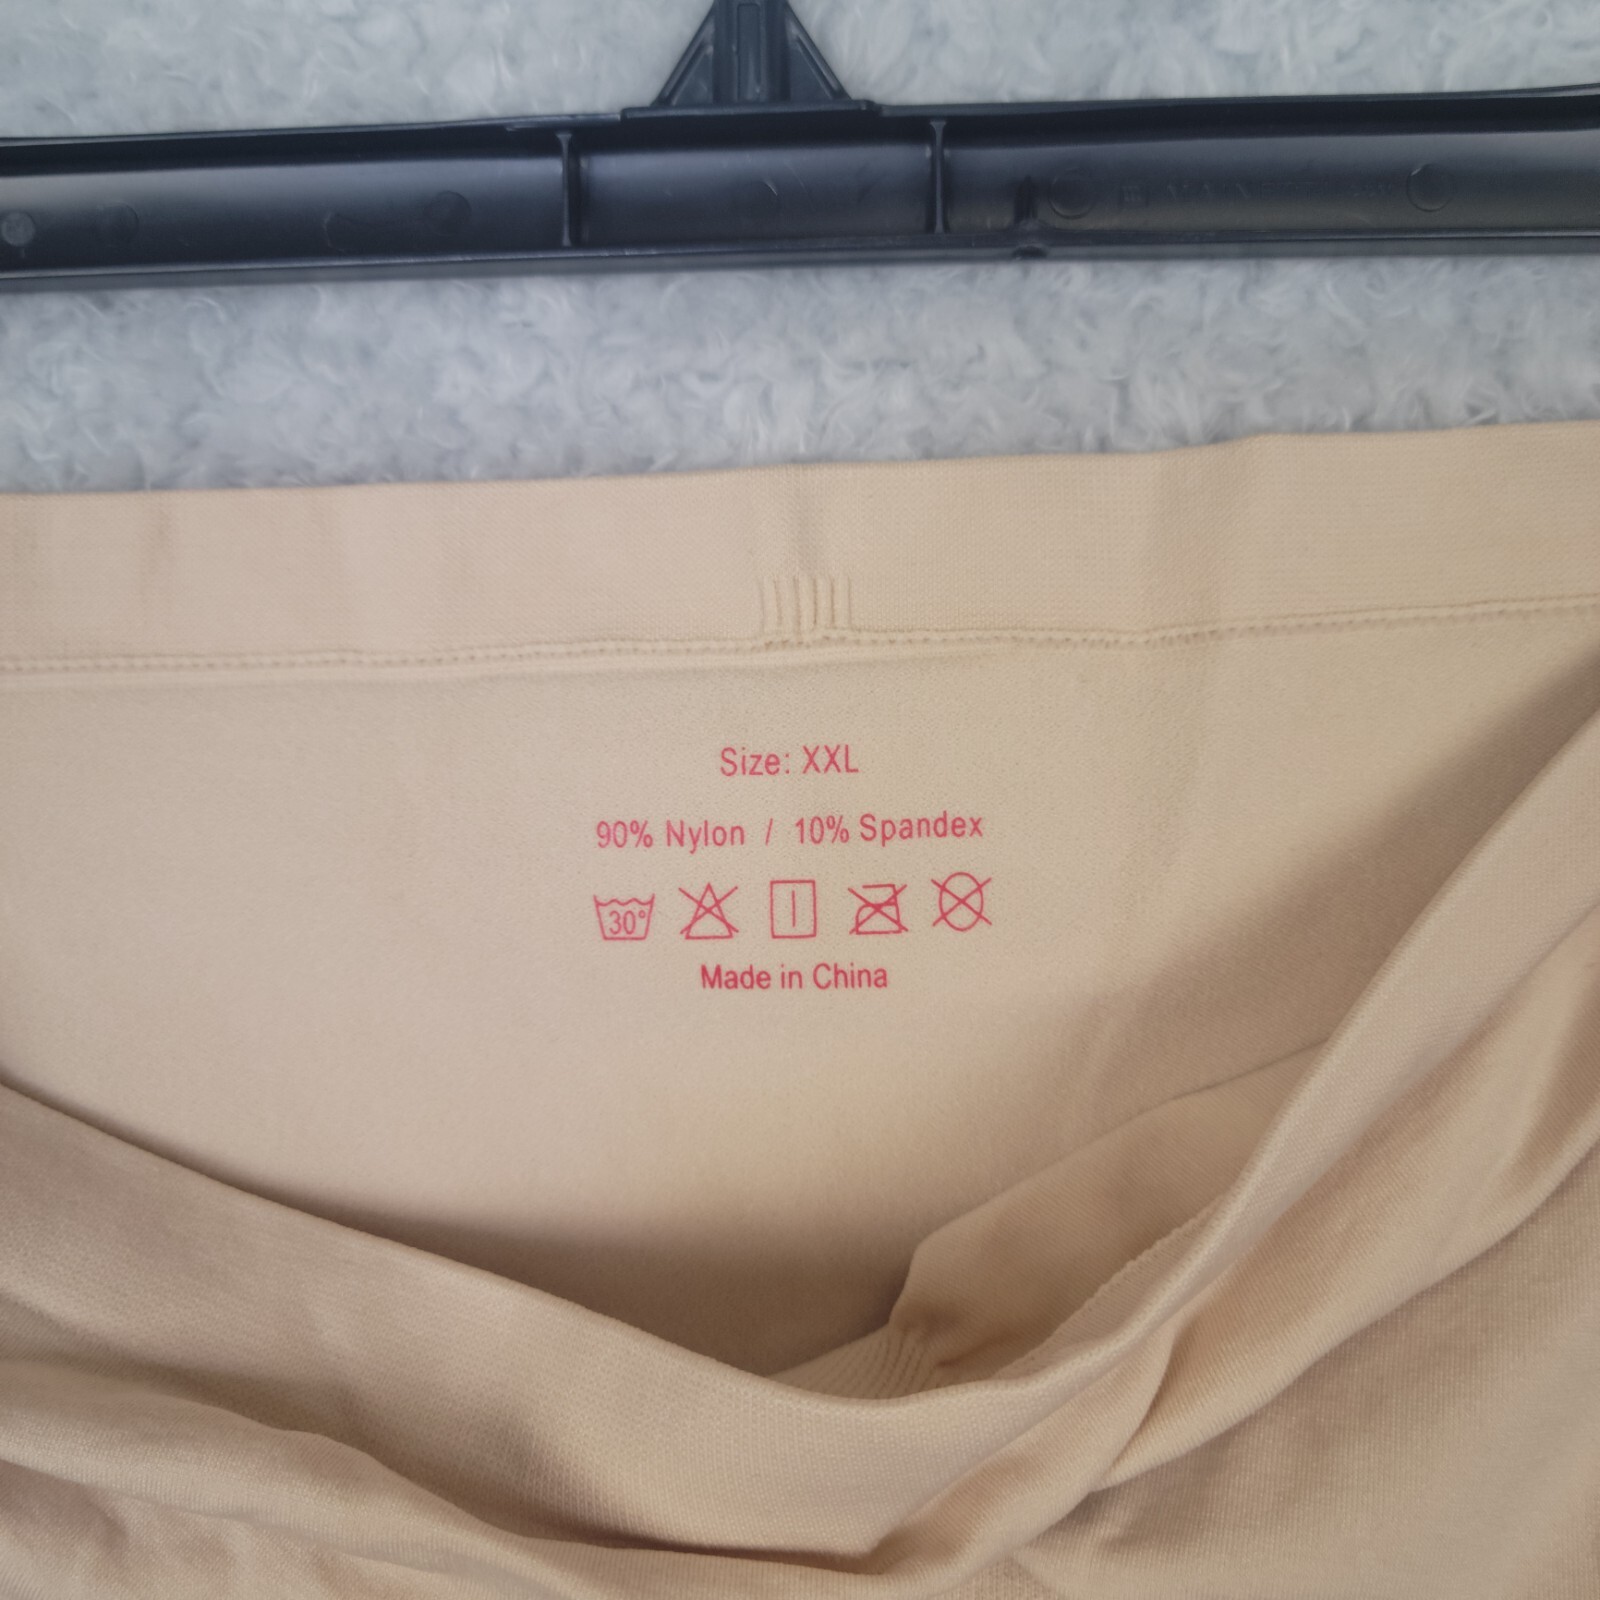 Size: XXL
90% Nylon / 10% Spandex
30°
Made in China